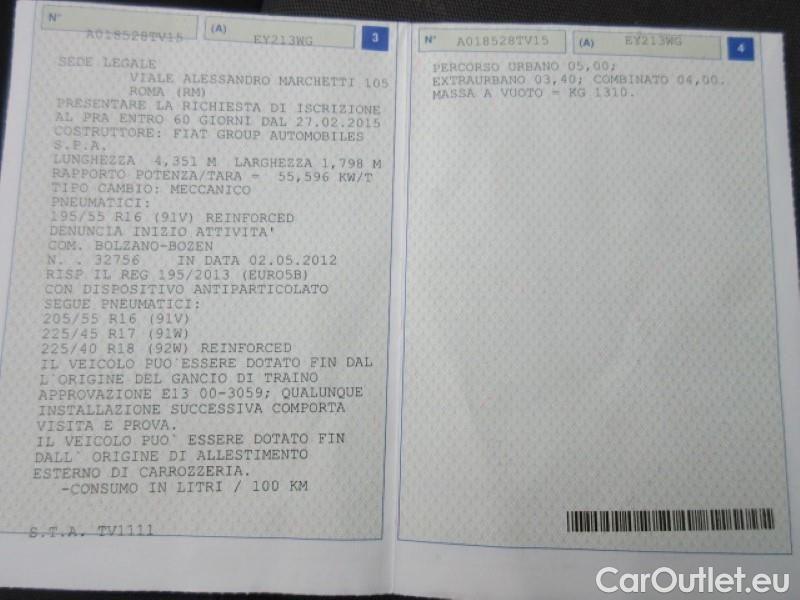 N°
A018528TV15
(A)
EY213WG
3
SEDE LEGALE
VIALE ALESSANDRO MARCHETTI 105
ROMA (RM)
PRESENTARE LA RICHIESTA DI ISCRIZIONE
AL PRA ENTRO 60 GIORNI DAL 27.02.2015
COSTRUTTORE: FIAT GROUP AUTOMOBILES
S.P.A.
LUNGHEZZA 4,351 M LARGHEZZA 1,798 M
RAPPORTO POTENZA/TARA = 55,596 KW/T
TIPO CAMBIO: MECCANICO
PNEUMATICI:
195/55 R16 (91V) REINFORCED
DENUNCIA INIZIO ATTIVITA'
COM. BOLZANO-BOZEN
N. . 32756 IN DATA 02.05.2012
RISP IL REG 195/2013 (EURO5B)
CON DISPOSITIVO ANTIPARTICOLATO
SEGUE PNEUMATICI:
205/55 R16 (91V)
225/45 R17 (91W)
225/40 R18 (92W) REINFORCED
IL VEICOLO PUO`ESSERE DOTATO FIN DAL
L`ORIGINE DEL GANCIO DI TRAINO
APPROVAZIONE E13 00-3059; QUALUNQUE
INSTALLAZIONE SUCCESSIVA COMPORTA
VISITA E PROVA.
IL VEICOLO PUO` ESSERE DOTATO FIN
DALL` ORIGINE DI ALLESTIMENTO
ESTERNO DI CARROZZERIA.
-CONSUMO IN LITRI / 100 KM
S.T.A. TV1111
N°
A018528TV15
(A)
EY213WG
4
PERCORSO URBANO 05,00;
EXTRAURBANO 03,40; COMBINATO 04,00.
MASSA A VUOTO = KG 1310.
CarOutlet.eu